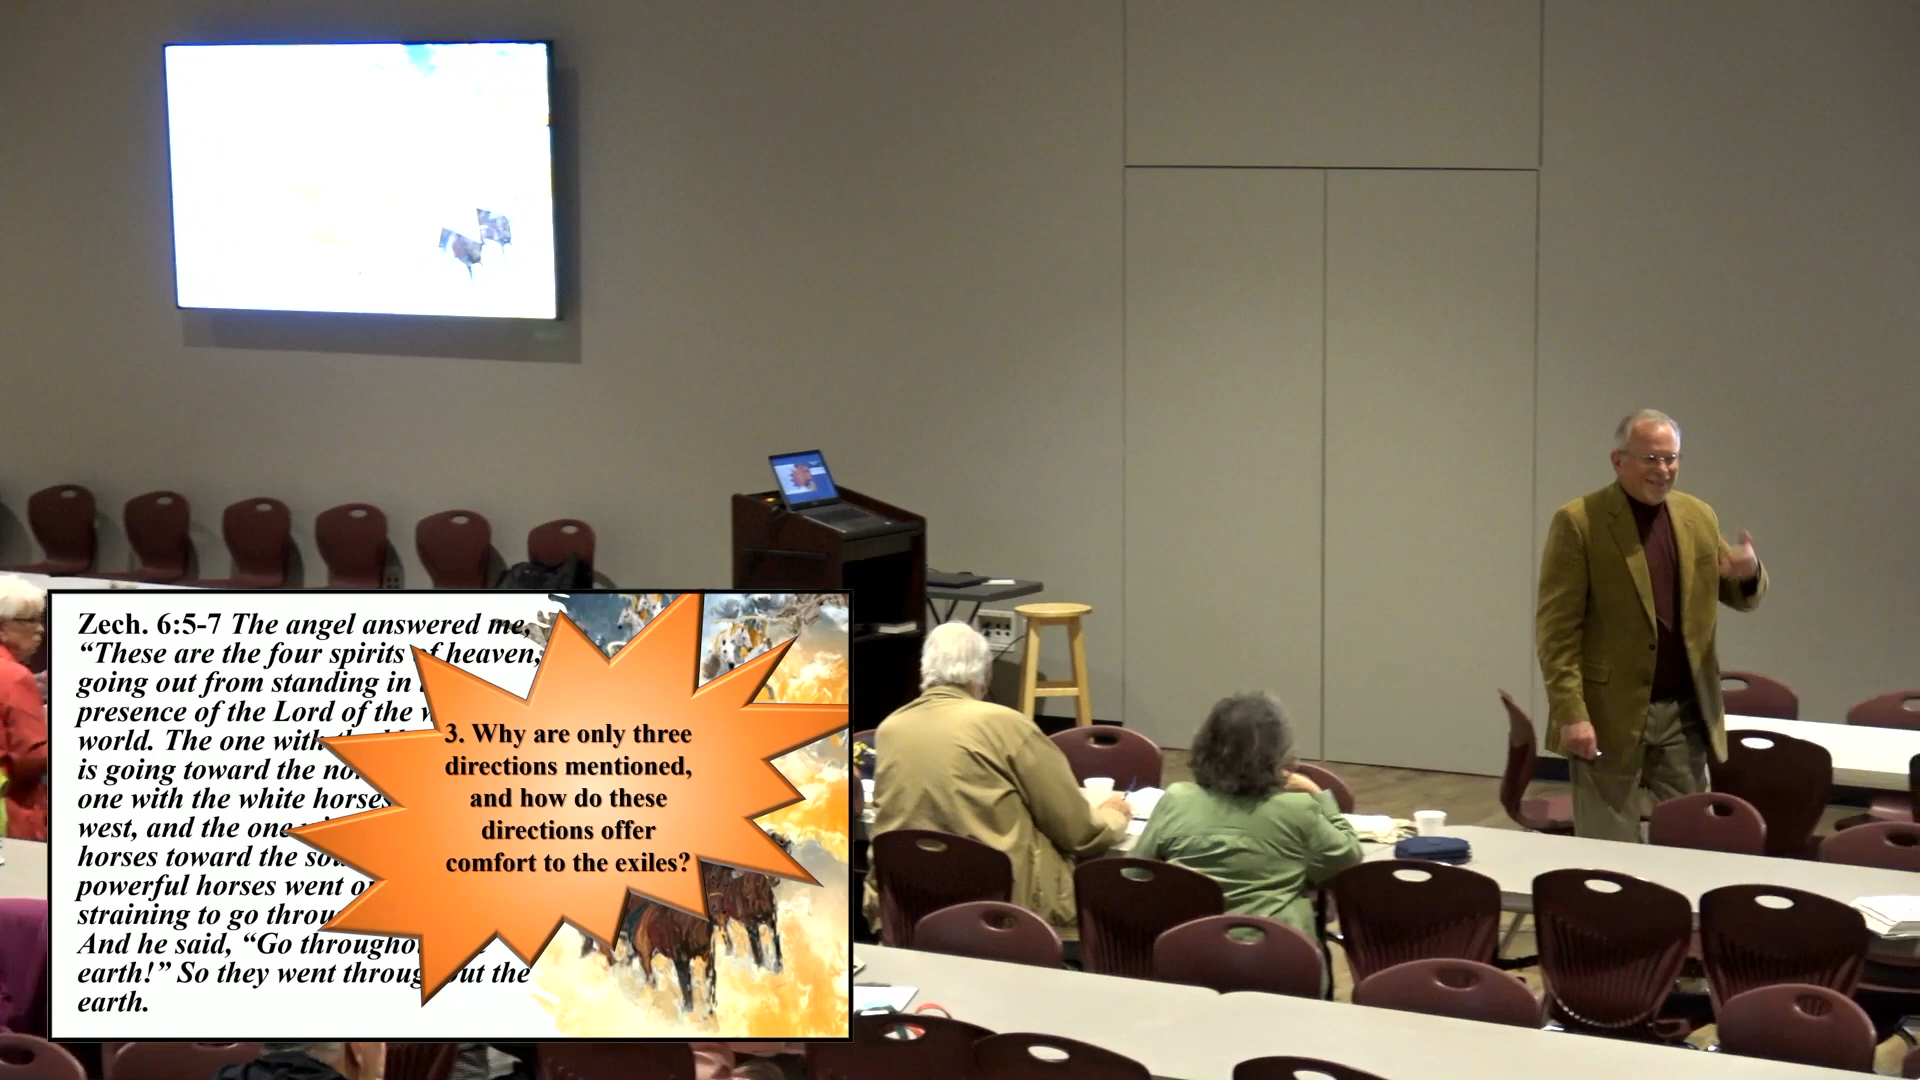 Zech. 6:5-7 The angel answered me,
“These are the four spirits of heaven,
going out from standing in
presence of the Lord of the
world. The one with
is going toward the
one with the white horses
west, and the one
horses toward the
powerful horses went
straining to go
And he said, “Go
earth!” So they went throughout the
earth.
3. Why are only three
directions mentioned,
and how do these
directions offer
comfort to the exiles?